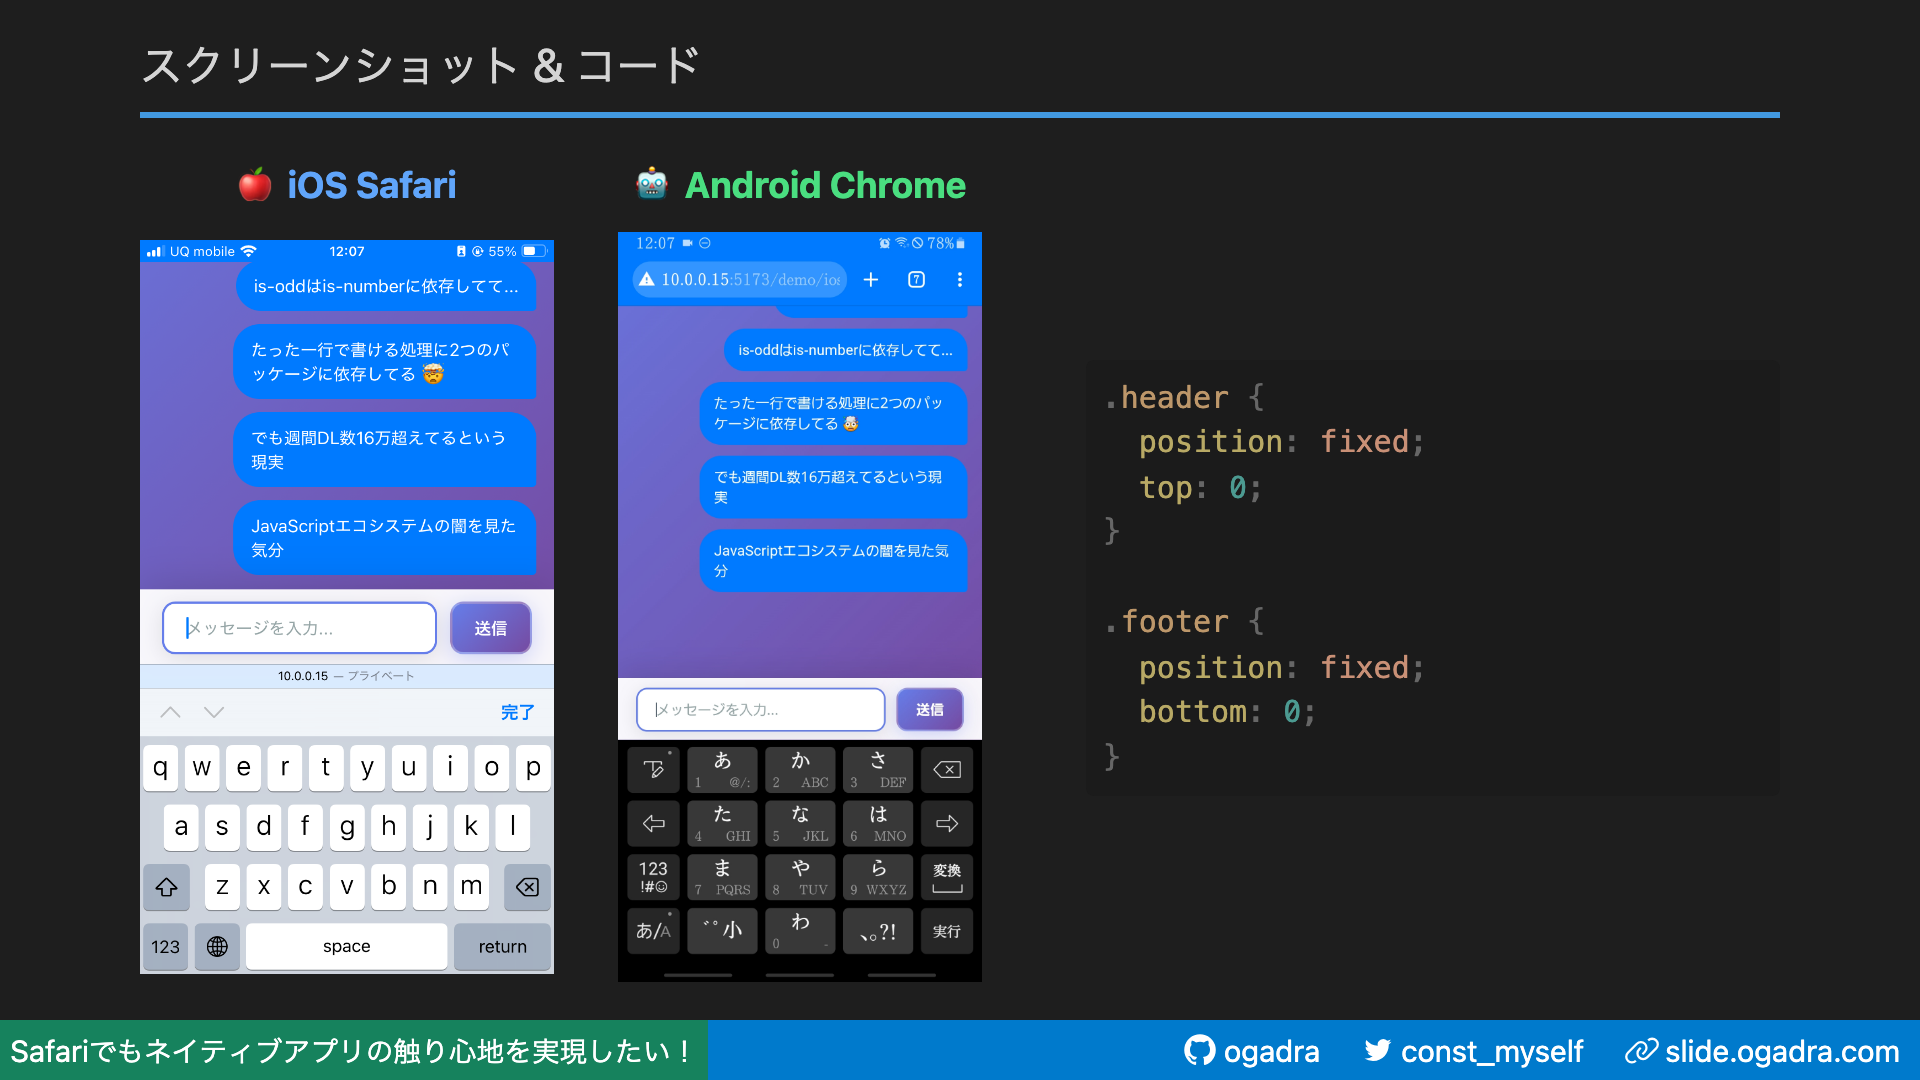 スクリーンショット & コード
🍎 iOS Safari
UQ mobile 12:07 55%
is-oddはis-numberに依存してて...
たった一行で書ける処理に2つのパ
ッケージに依存してる 🤯
でも週間DL数16万超えてるという
現実
JavaScriptエコシステムの闇を見た
気分
メッセージを入力... 送信
10.0.0.15 — プライベート
完了
q w e r t y u i o p
a s d f g h j k l
z x c v b n m
123 space return
🤖 Android Chrome
12:07 78%
10.0.0.15:5173/demo/ios 7
is-oddはis-numberに依存してて...
たった一行で書ける処理に2つのパッ
ケージに依存してる 🤯
でも週間DL数16万超えてるという現
実
JavaScriptエコシステムの闇を見た気
分
メッセージを入力... 送信
あ か さ
1 @/: 2 ABC 3 DEF
た な は
4 GHI 5 JKL 6 MNO
123 ま や ら 変換
!#☺ 7 PQRS 8 TUV 9 WXYZ
あ/A ゛゜小 わ 、。?! 実行
0 -
.header {
  position: fixed;
  top: 0;
}
.footer {
  position: fixed;
  bottom: 0;
}
Safariでもネイティブアプリの触り心地を実現したい！
ogadra const_myself slide.ogadra.com